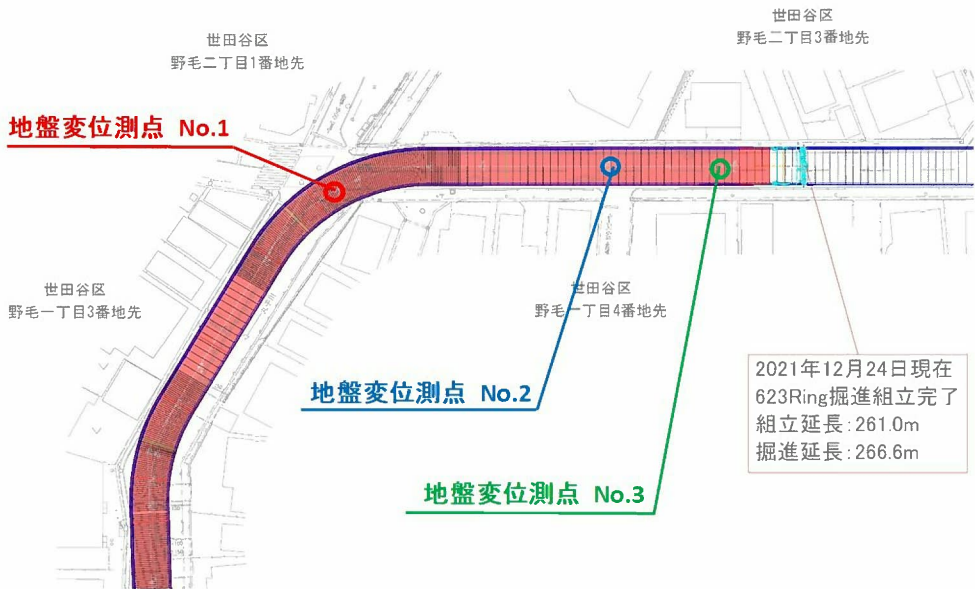 世田谷区
野毛二丁目3番地先
世田谷区
野毛二丁目1番地先
地盤変位測点 No.1
世田谷区
野毛一丁目3番地先
世田谷区
野毛一丁目4番地先
地盤変位測点 No.2
地盤変位測点 No.3
2021年12月24日現在
623Ring掘進組立完了
組立延長:261.0m
掘進延長:266.6m